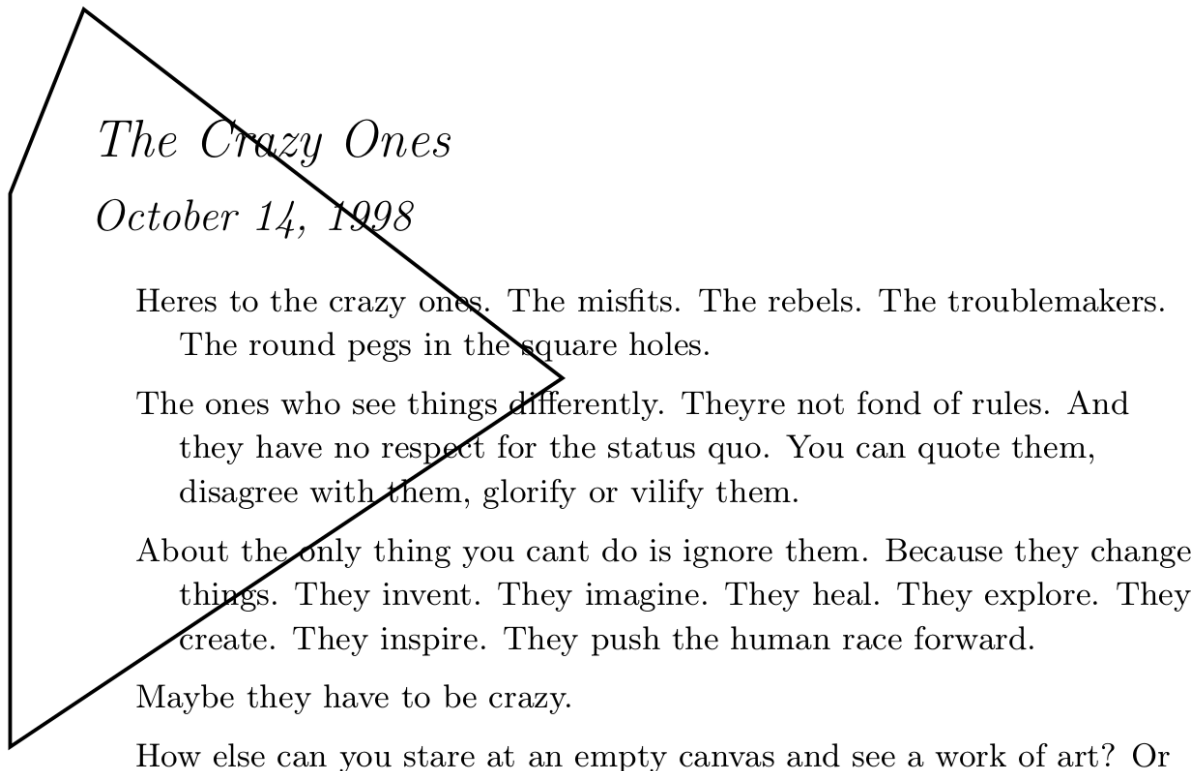 The Crazy Ones
October 14, 1998
Heres to the crazy ones. The misfits. The rebels. The troublemakers.
The round pegs in the square holes.
The ones who see things differently. Theyre not fond of rules. And
they have no respect for the status quo. You can quote them,
disagree with them, glorify or vilify them.
About the only thing you cant do is ignore them. Because they change
things. They invent. They imagine. They heal. They explore. They
create. They inspire. They push the human race forward.
Maybe they have to be crazy.
How else can you stare at an empty canvas and see a work of art? Or